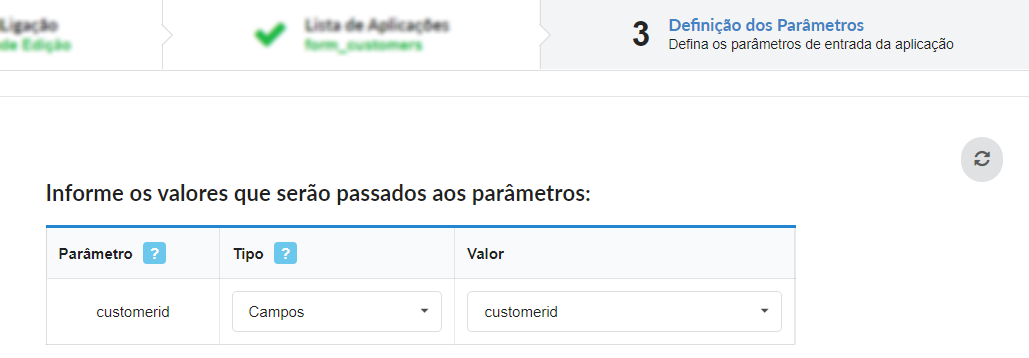 Ligação
de Edição
Lista de Aplicações
form_customers
3
Definição dos Parâmetros
Defina os parâmetros de entrada da aplicação
Informe os valores que serão passados aos parâmetros:
Parâmetro ? Tipo ? Valor
customerid Campos customerid